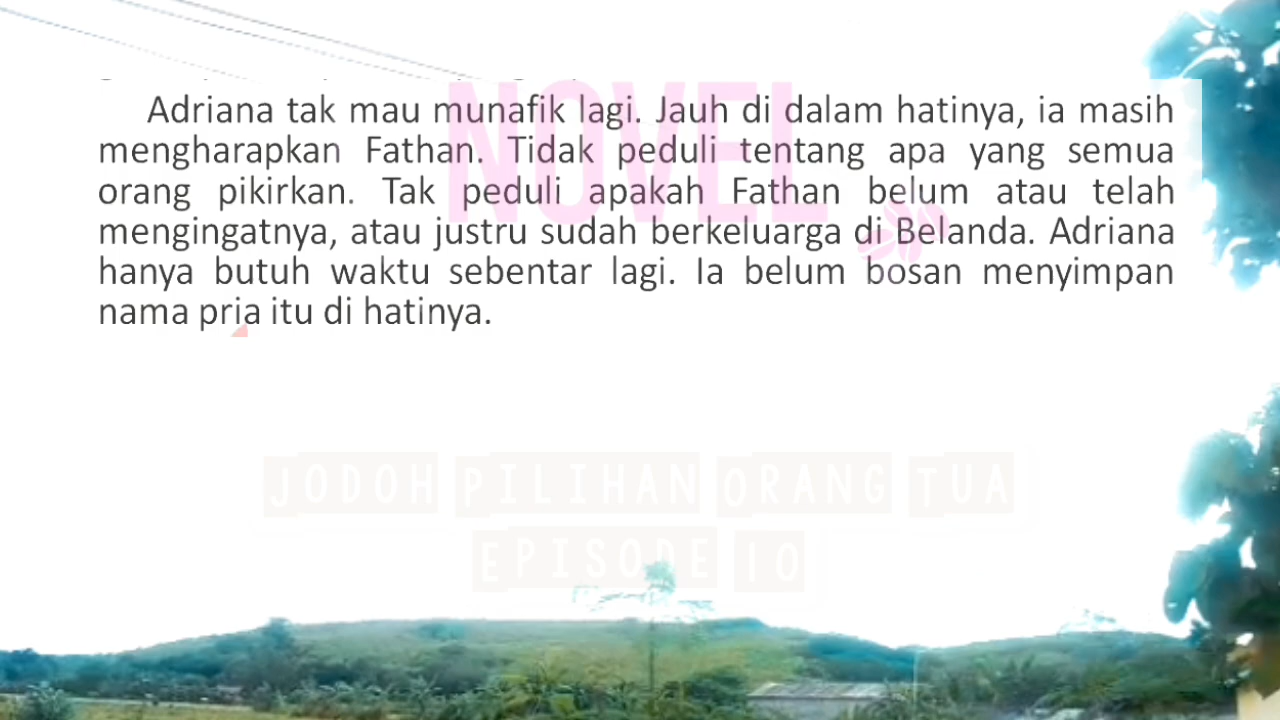 NOVEL
Adriana tak mau munafik lagi. Jauh di dalam hatinya, ia masih
mengharapkan Fathan. Tidak peduli tentang apa yang semua
orang pikirkan. Tak peduli apakah Fathan belum atau telah
mengingatnya, atau justru sudah berkeluarga di Belanda. Adriana
hanya butuh waktu sebentar lagi. Ia belum bosan menyimpan
nama pria itu di hatinya.
JODOH PILIHAN ORANG TUA
EPISODE 10